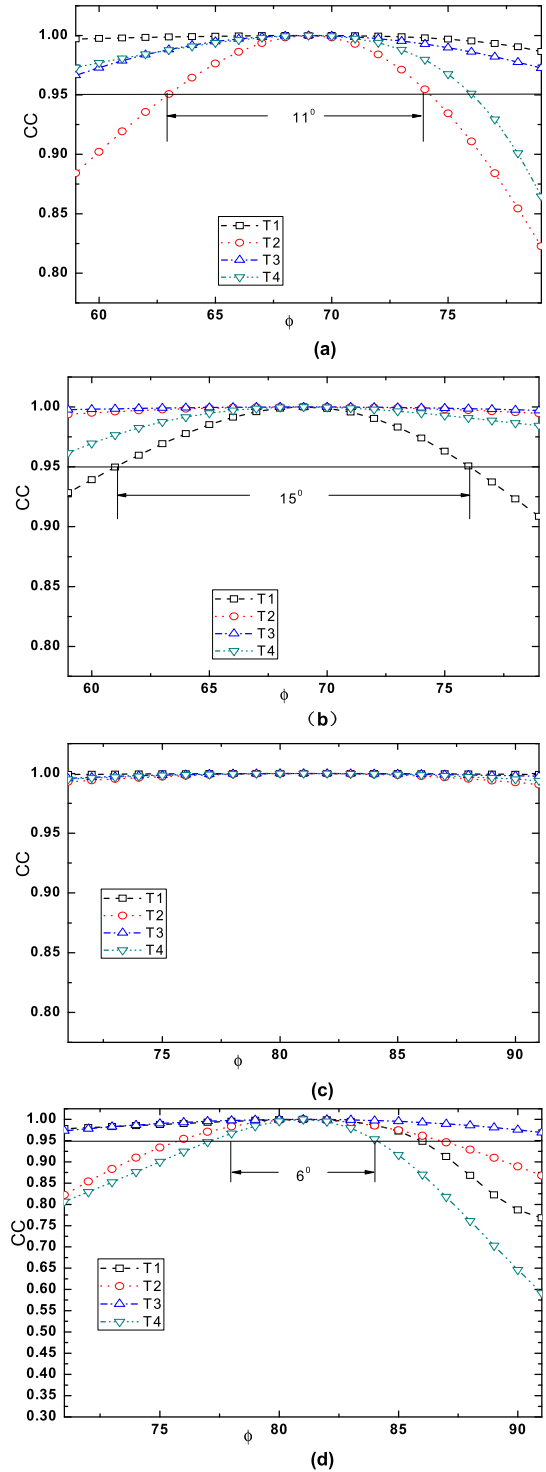 1.00
0.95
0.90
0.85
0.80
CC
11⁰
T1
T2
T3
T4
60 65 70 75
ϕ
(a)
1.00
0.95
0.90
0.85
0.80
CC
15⁰
T1
T2
T3
T4
60 65 70 75
ϕ
（b）
1.00
0.95
0.90
0.85
0.80
CC
T1
T2
T3
T4
75 80 85 90
ϕ
(c)
1.00
0.95
0.90
0.85
0.80
0.75
0.70
0.65
0.60
0.55
0.50
0.45
0.40
0.35
0.30
CC
6⁰
T1
T2
T3
T4
75 80 85 90
ϕ
(d)